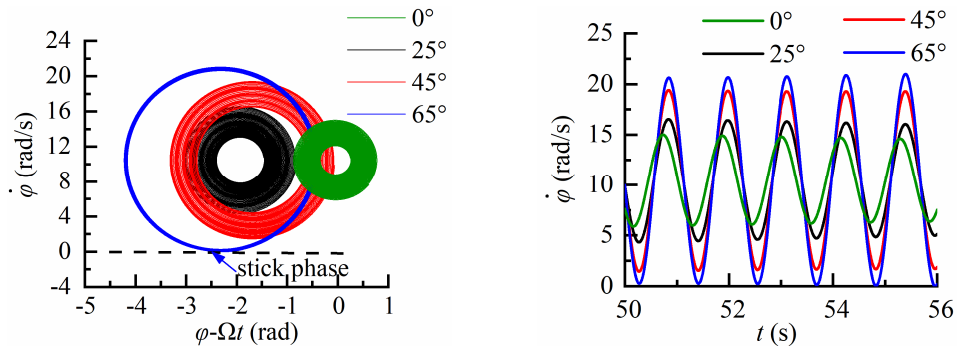 0°
25°
45°
65°
24
20
16
12
8
4
0
-4
φ̇ (rad/s)
stick phase
-5 -4 -3 -2 -1 0 1
φ-Ωt (rad)
0° 45°
25° 65°
25
20
15
10
5
0
φ̇ (rad/s)
50 52 54 56
t (s)